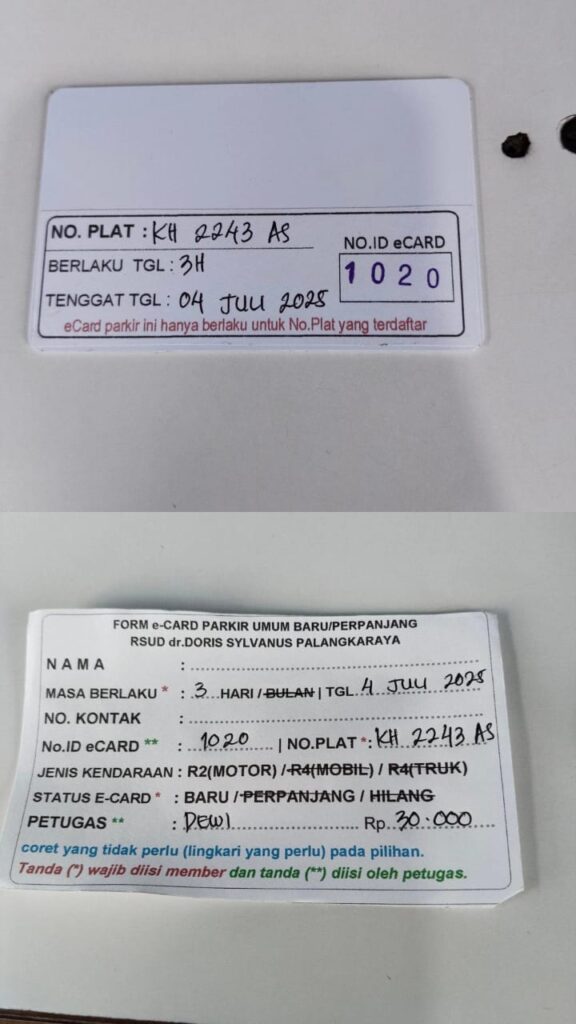 NO. PLAT : KH 2243 AS
NO.ID eCARD
BERLAKU TGL : 3H
1020
TENGGAT TGL : 04 JULI 2025
eCard parkir ini hanya berlaku untuk No.Plat yang terdaftar
FORM e-CARD PARKIR UMUM BARU/PERPANJANG
RSUD dr.DORIS SYLVANUS PALANGKARAYA
NAMA :
MASA BERLAKU * : 3 HARI / BULAN | TGL. 4 JULI 2025
NO. KONTAK :
No.ID eCARD ** : 1020 | NO.PLAT *: KH 2243 AS
JENIS KENDARAAN : R2(MOTOR) / R4(MOBIL) / R4(TRUK)
STATUS E-CARD * : BARU / PERPANJANG / HILANG
PETUGAS ** : DEWI Rp. 30.000
coret yang tidak perlu (lingkari yang perlu) pada pilihan.
Tanda (*) wajib diisi member dan tanda (**) diisi oleh petugas.